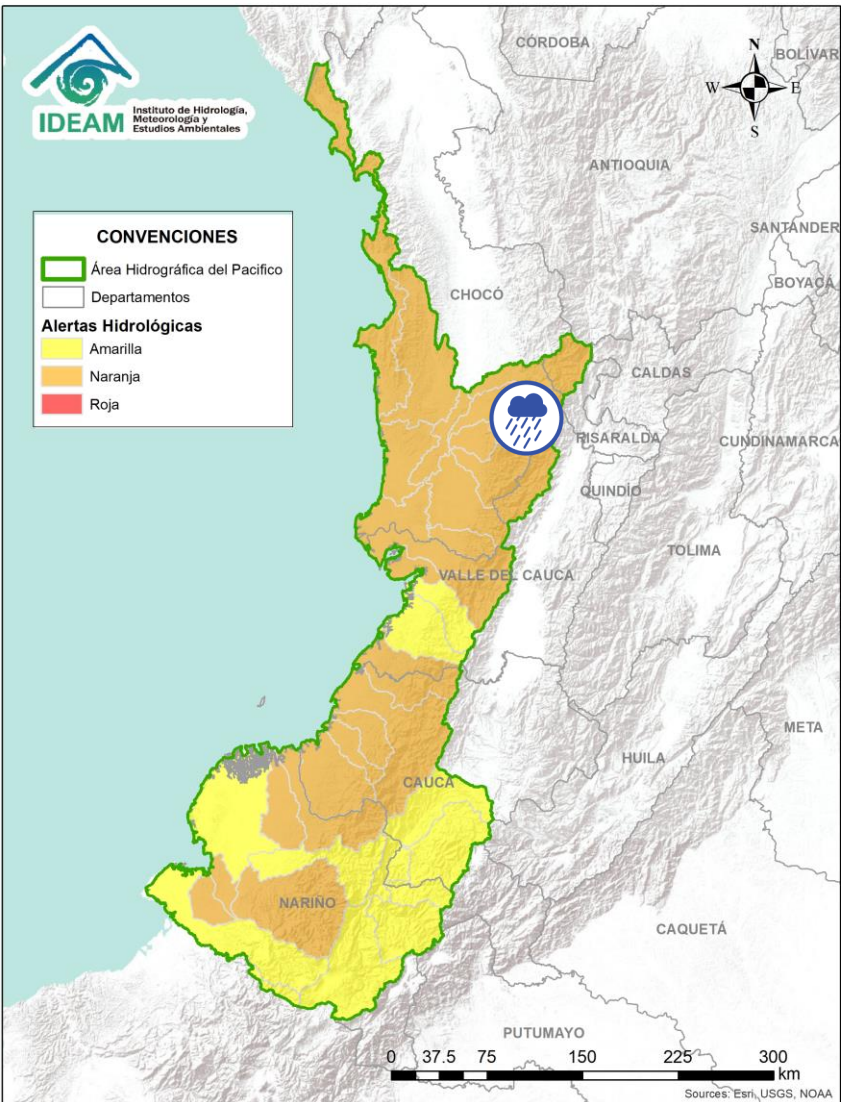 IDEAM
Instituto de Hidrología,
Meteorología y
Estudios Ambientales
N
W
E
S
CONVENCIONES
Área Hidrográfica del Pacifico
Departamentos
Alertas Hidrológicas
Amarilla
Naranja
Roja
CÓRDOBA
BOLÍVAR
ANTIOQUIA
SANTANDER
BOYACÁ
CHOCÓ
CALDAS
RISARALDA
CUNDINAMARCA
QUINDÍO
TOLIMA
VALLE DEL CAUCA
META
HUILA
CAUCA
NARIÑO
CAQUETÁ
PUTUMAYO
0 37.5 75 150 225 300
km
Sources: Esri, USGS, NOAA